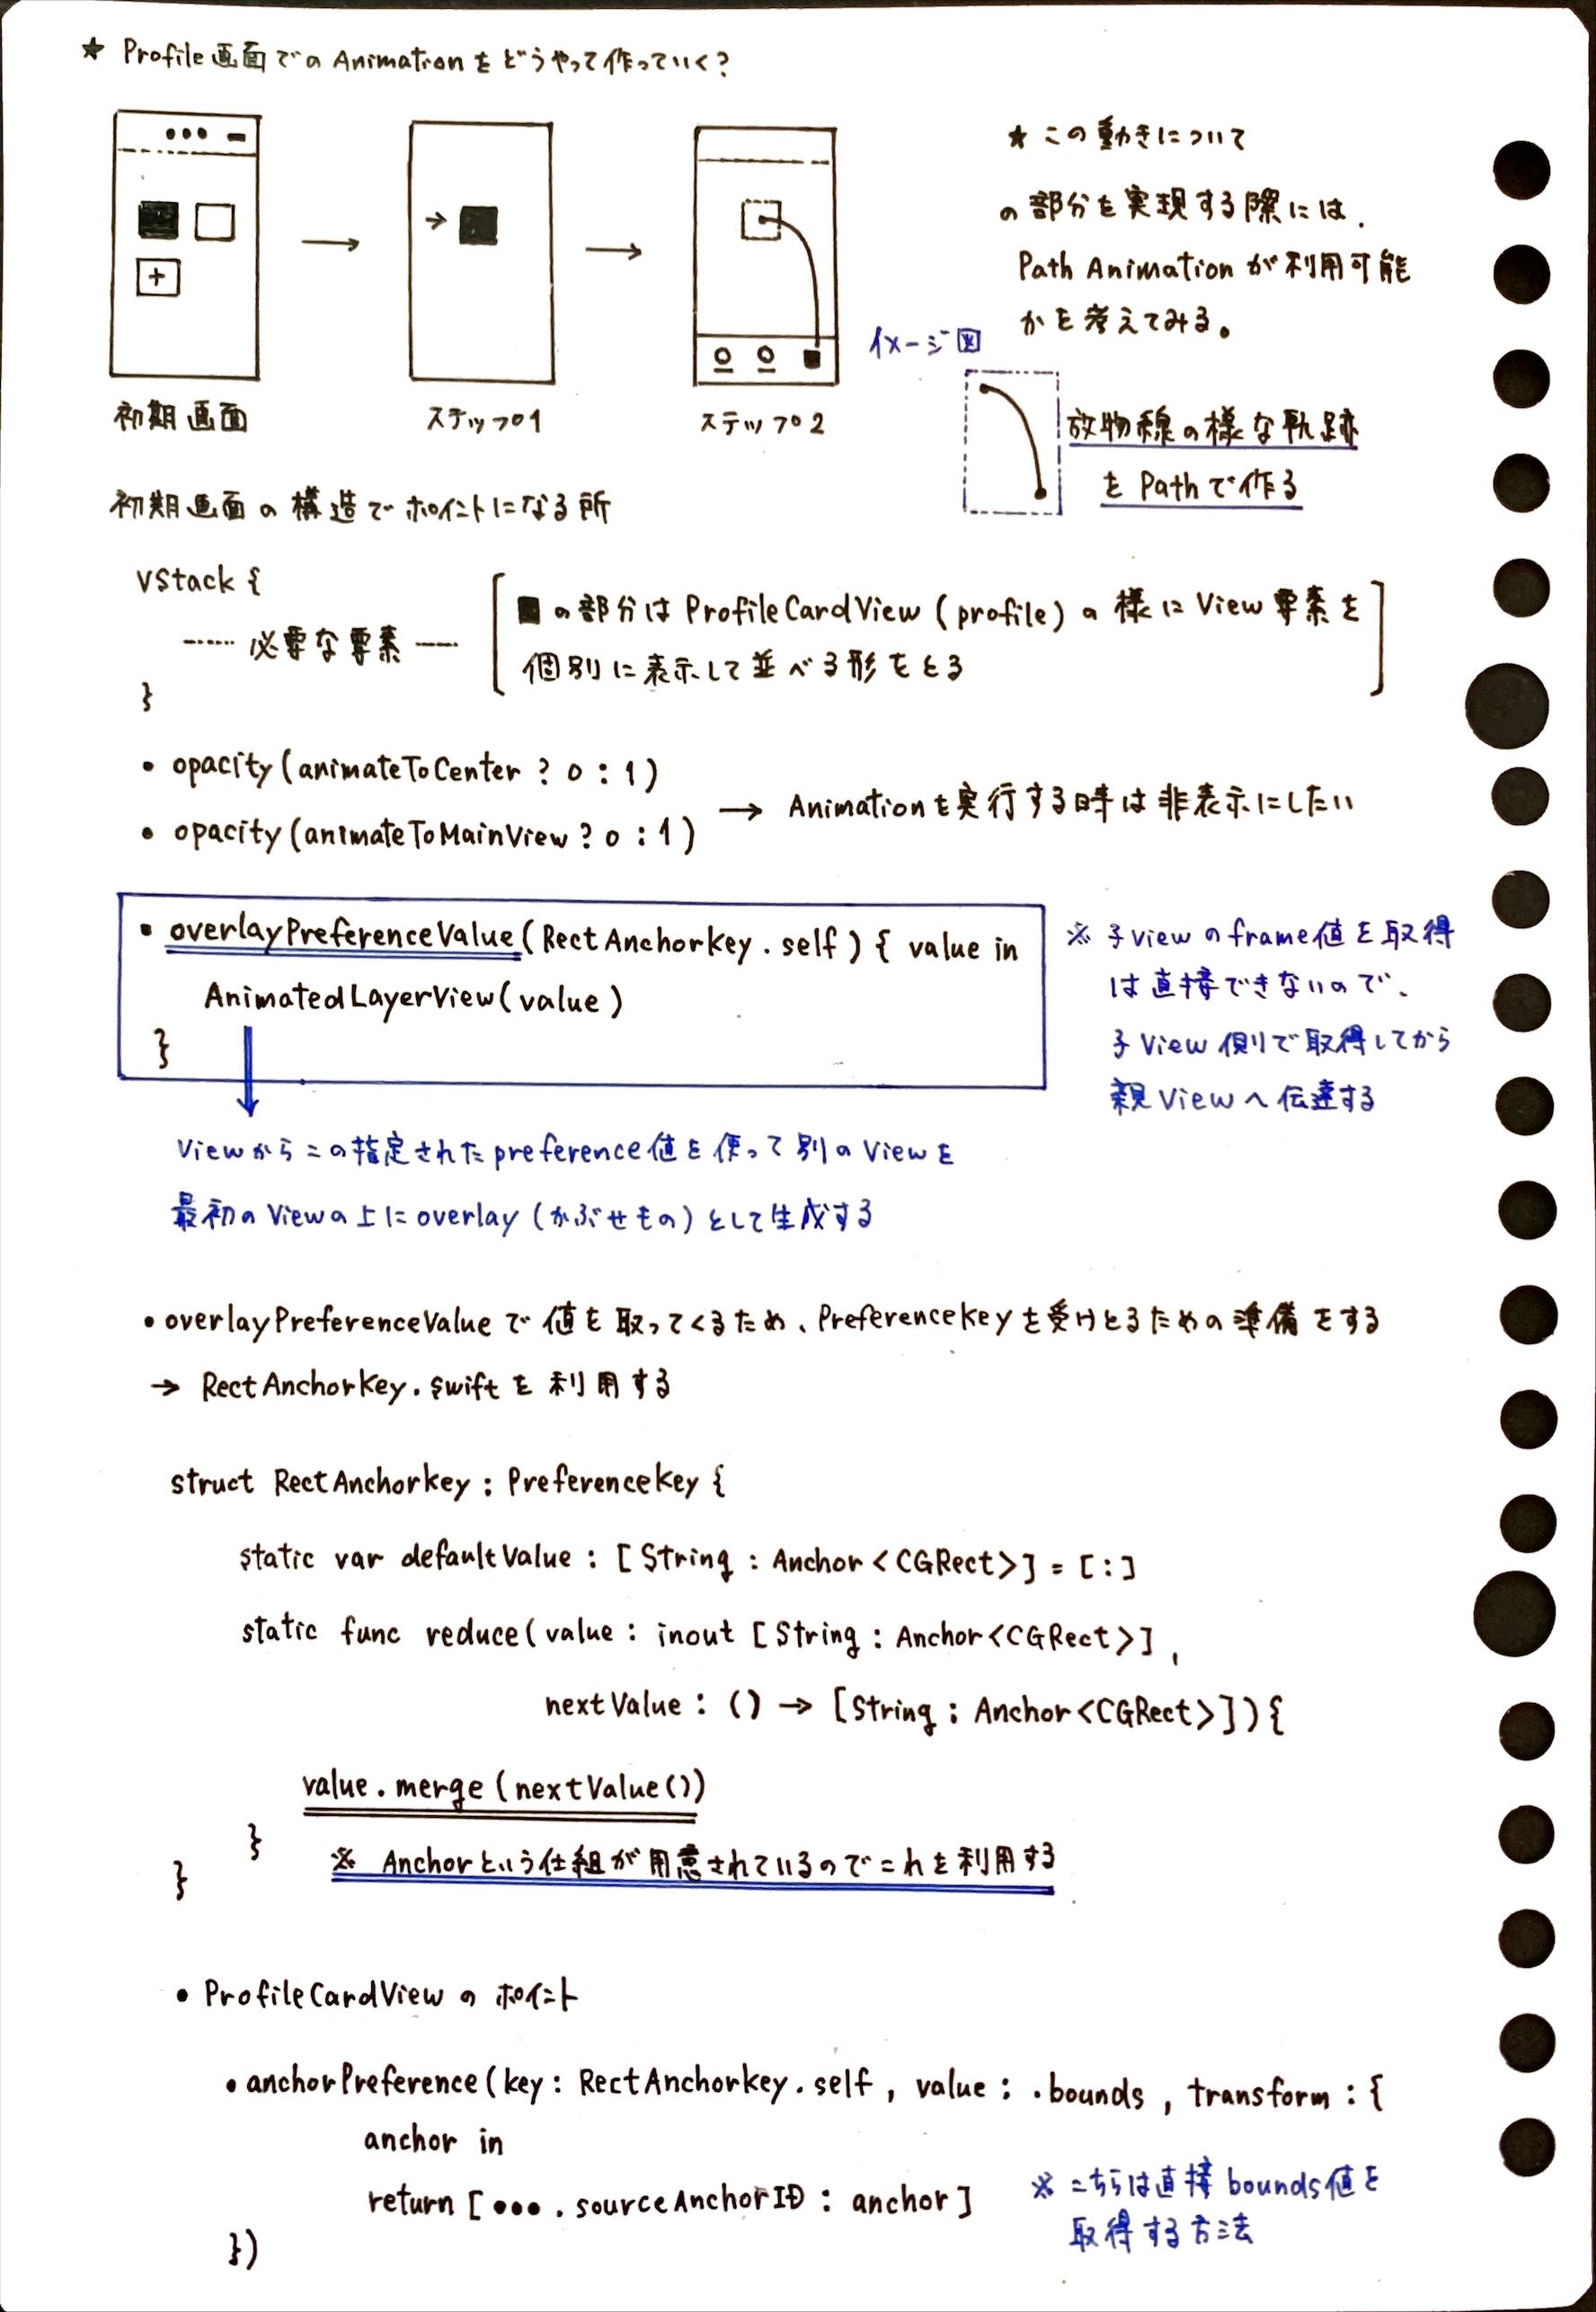 ★ Profile画面でのAnimationをどうやって作っていく?
初期画面
ステップ1
ステップ2
★ この動きについて
の部分を実現する際には、
Path Animationが利用可能
かを考えてみる。
イメージ図
放物線の様な軌跡
をPathで作る
初期画面の構造でポイントになる所
VStack {
…… 必要な要素 ……
}
■の部分はProfileCardView(profile)の様にView要素を
個別に表示して並べる形をとる
• opacity(animateToCenter ? 0 : 1)
• opacity(animateToMainView ? 0 : 1)
→ Animationを実行する時は非表示にしたい
• overlayPreferenceValue(RectAnchorKey.self) { value in
AnimatedLayerView(value)
}
※ 子Viewのframe値を取得
は直接できないので、
子View側で取得してから
親Viewへ伝達する
Viewからこの指定されたpreference値を使って別のViewを
最初のViewの上にoverlay(かぶせもの)として生成する
• overlayPreferenceValueで値を取ってくるため、PreferenceKeyを受けとるための準備をする
→ RectAnchorKey.swiftを利用する
struct RectAnchorKey : PreferenceKey {
static var defaultValue : [String : Anchor<CGRect>] = [:]
static func reduce(value : inout [String : Anchor<CGRect>],
nextValue : () → [String : Anchor<CGRect>]) {
value.merge(nextValue())
}
※ Anchorという仕組が用意されているのでこれを利用する
}
• ProfileCardViewのポイント
• anchorPreference(key : RectAnchorKey.self , value : .bounds , transform : {
anchor in
return [•••.sourceAnchorID : anchor]
})
※ こちらは直接bounds値を
取得する方法